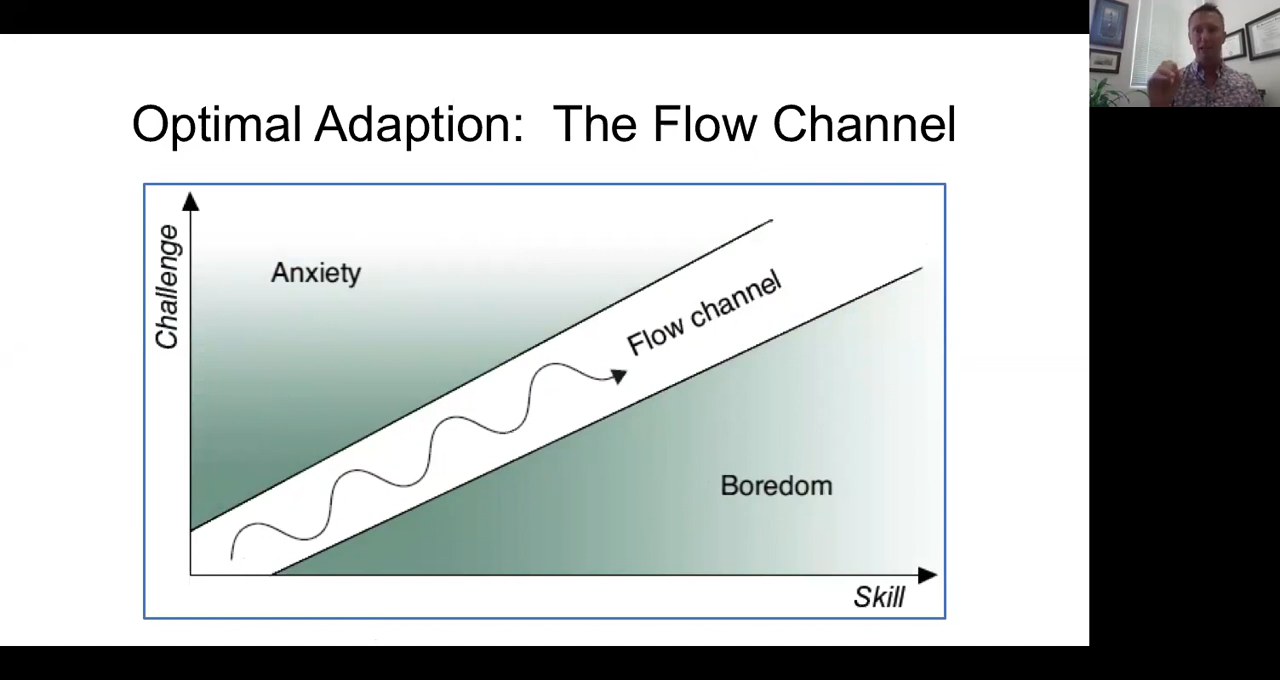 Optimal Adaption: The Flow Channel
Challenge
Anxiety
Flow channel
Boredom
Skill